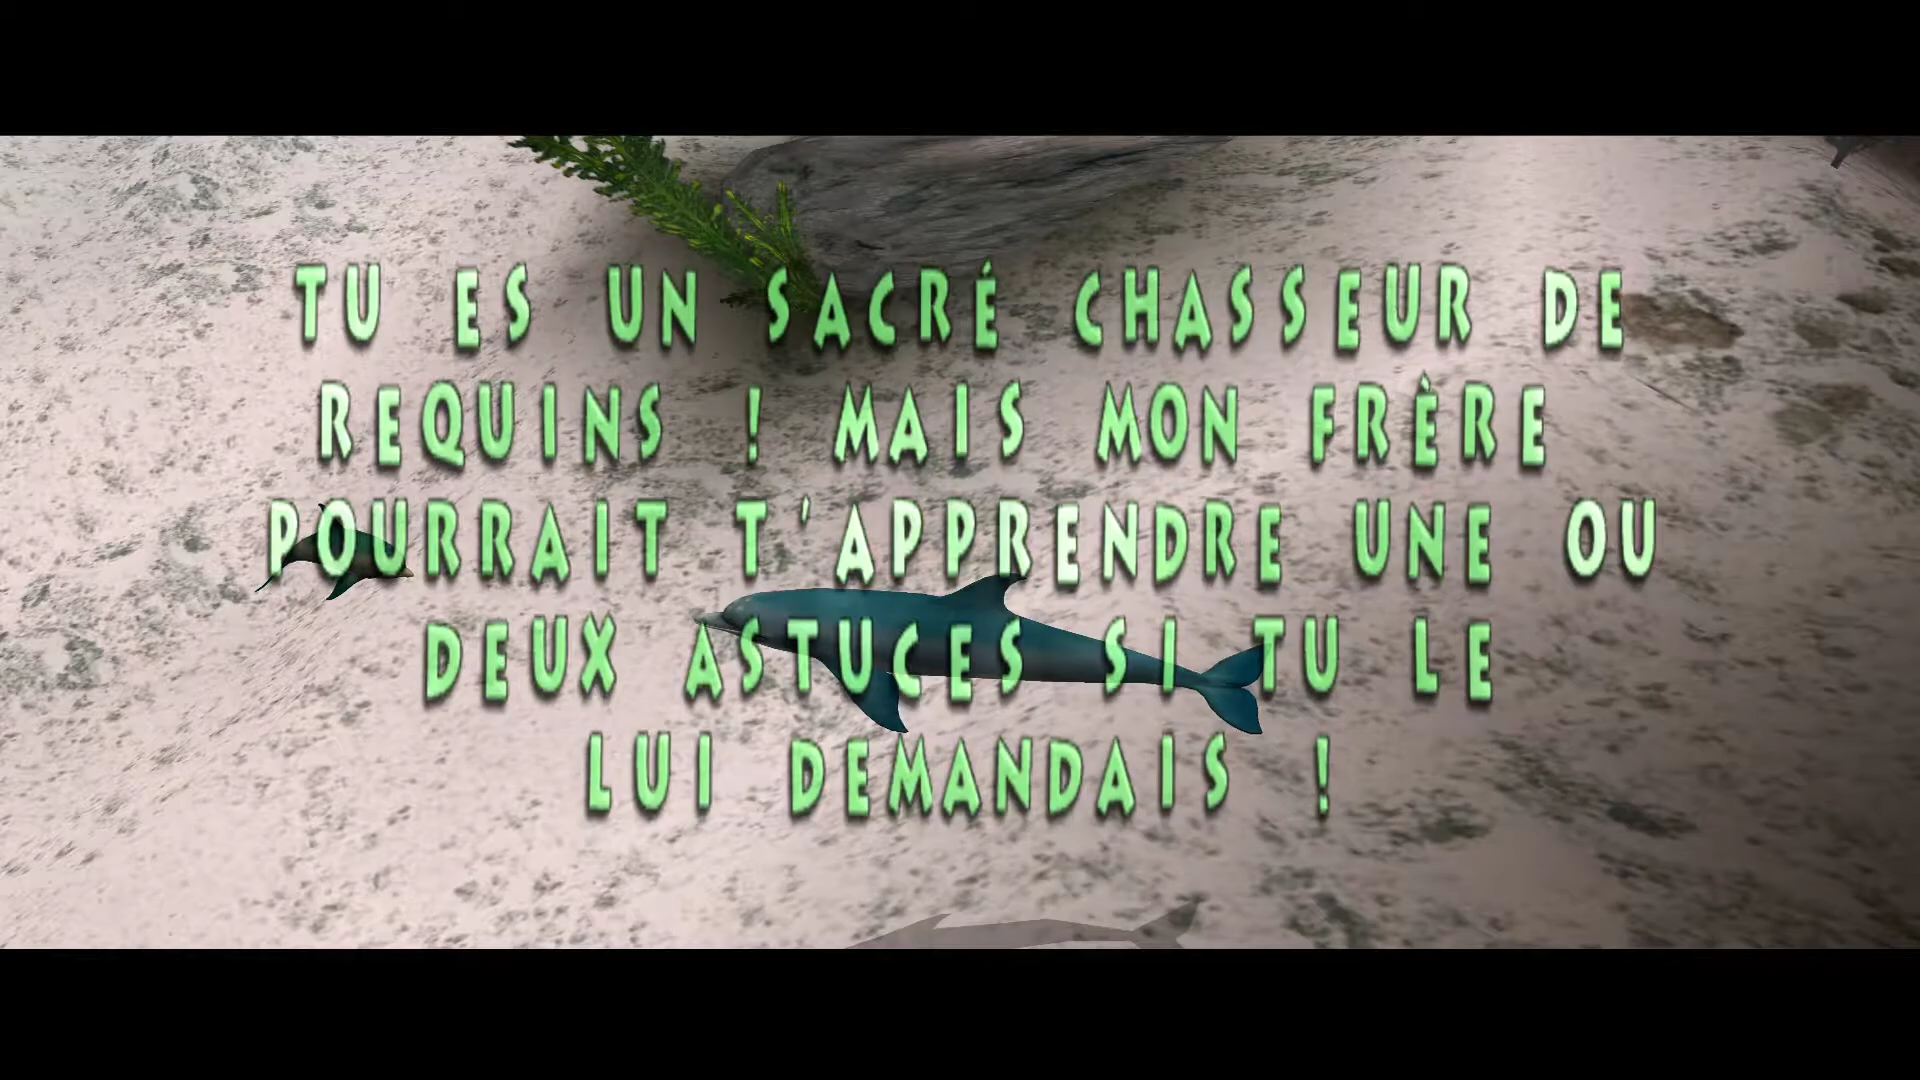 TU ES UN SACRÉ CHASSEUR DE
REQUINS ! MAIS MON FRÈRE
POURRAIT T'APPRENDRE UNE OU
DEUX ASTUCES SI TU LE
LUI DEMANDAIS !